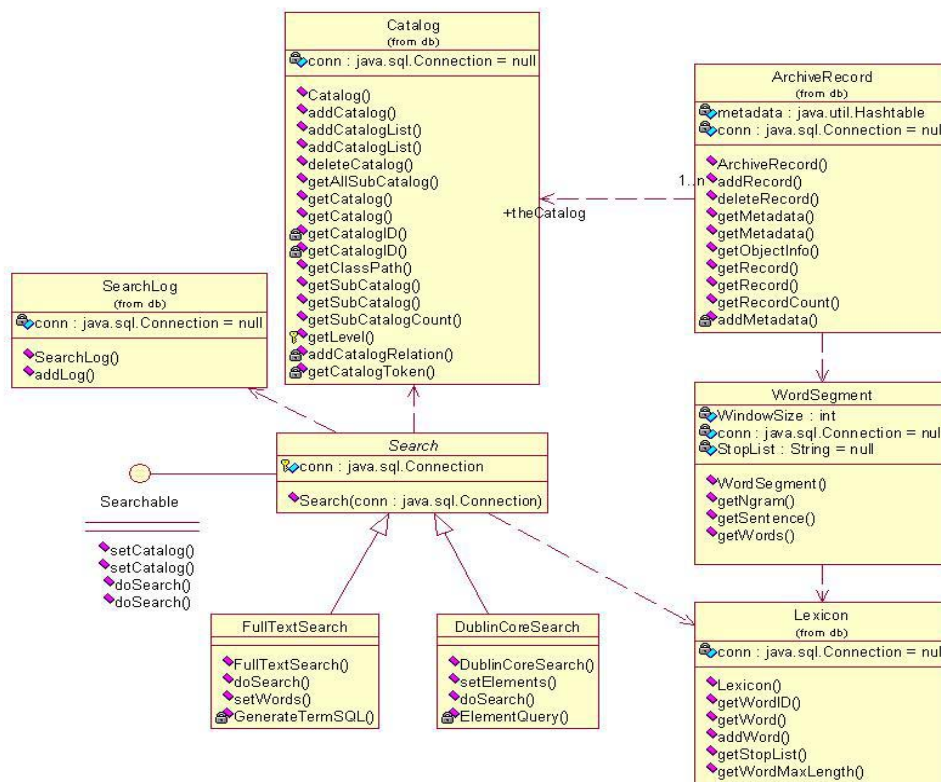 Catalog
(from db)
conn : java.sql.Connection = null
Catalog()
addCatalog()
addCatalogList()
addCatalogList()
deleteCatalog()
getAllSubCatalog()
getCatalog()
getCatalog()
getCatalogID()
getCatalogID()
getClassPath()
getSubCatalog()
getSubCatalog()
getSubCatalogCount()
getLevel()
addCatalogRelation()
getCatalogToken()
ArchiveRecord
(from db)
metadata : java.util.Hashtable
conn : java.sql.Connection = null
ArchiveRecord()
addRecord()
deleteRecord()
getMetadata()
getMetadata()
getObjectInfo()
getRecord()
getRecord()
getRecordCount()
addMetadata()
1..n
+theCatalog
SearchLog
(from db)
conn : java.sql.Connection = null
SearchLog()
addLog()
WordSegment
WindowSize : int
conn : java.sql.Connection = null
StopList : String = null
WordSegment()
getNgram()
getSentence()
getWords()
Search
conn : java.sql.Connection
Search(conn : java.sql.Connection)
Searchable
setCatalog()
setCatalog()
doSearch()
doSearch()
FullTextSearch
FullTextSearch()
doSearch()
setWords()
GenerateTermSQL()
DublinCoreSearch
DublinCoreSearch()
setElements()
doSearch()
ElementQuery()
Lexicon
(from db)
conn : java.sql.Connection = null
Lexicon()
getWordID()
getWord()
addWord()
getStopList()
getWordMaxLength()